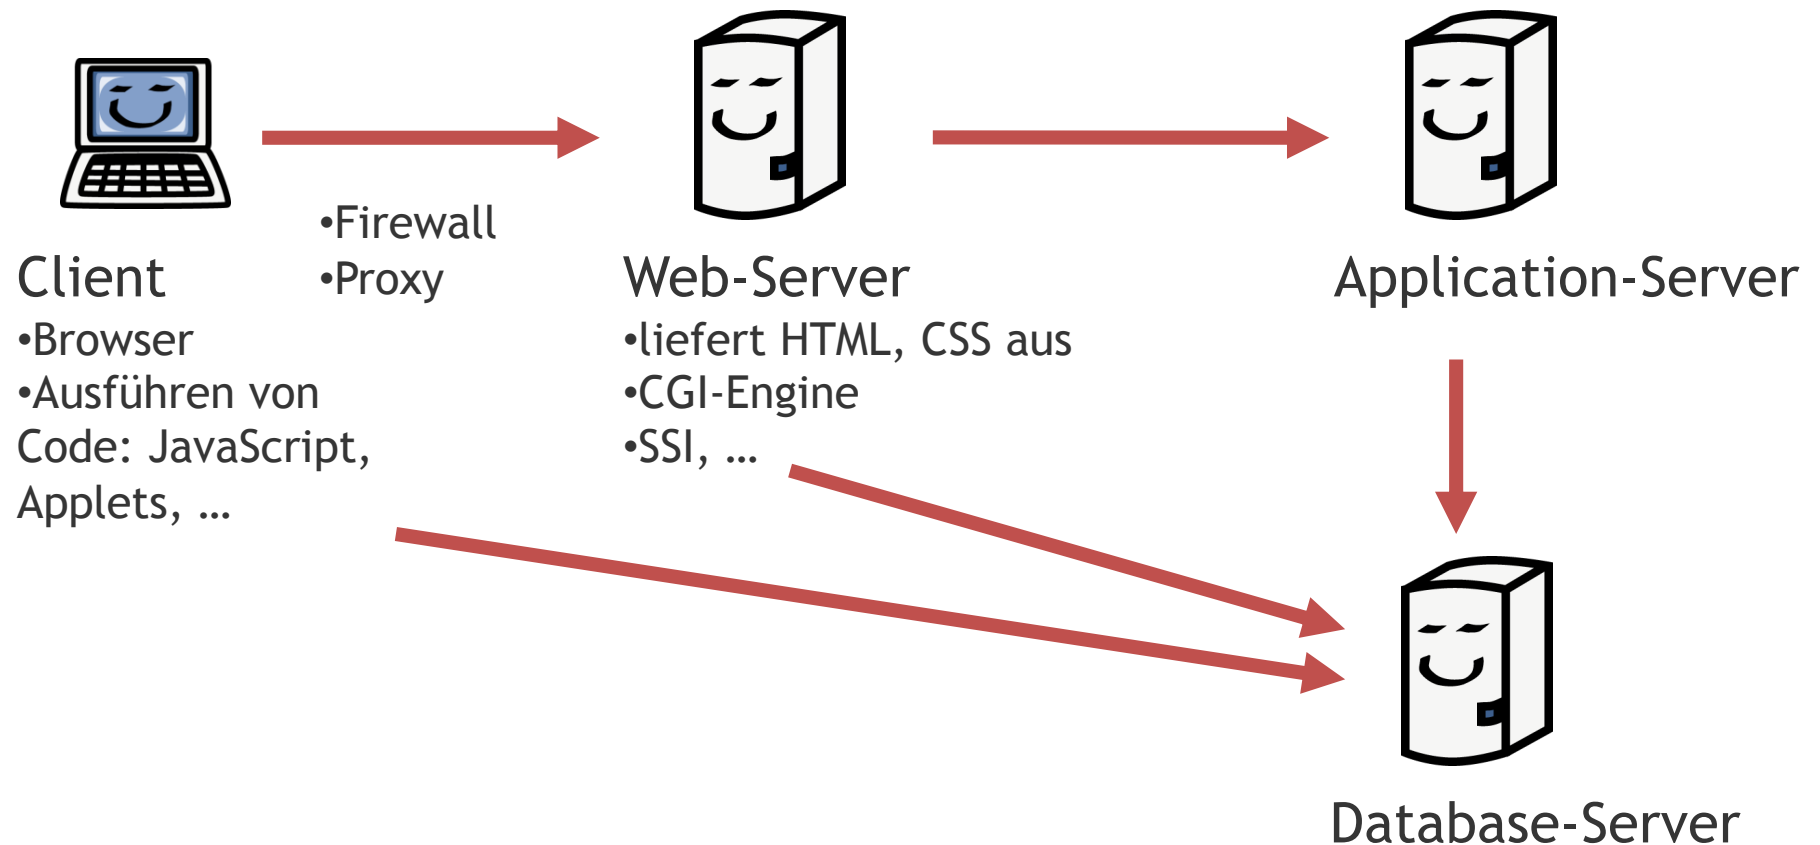 •Firewall
•Proxy
Client
•Browser
•Ausführen von
Code: JavaScript,
Applets, …
Web-Server
•liefert HTML, CSS aus
•CGI-Engine
•SSI, …
Application-Server
Database-Server